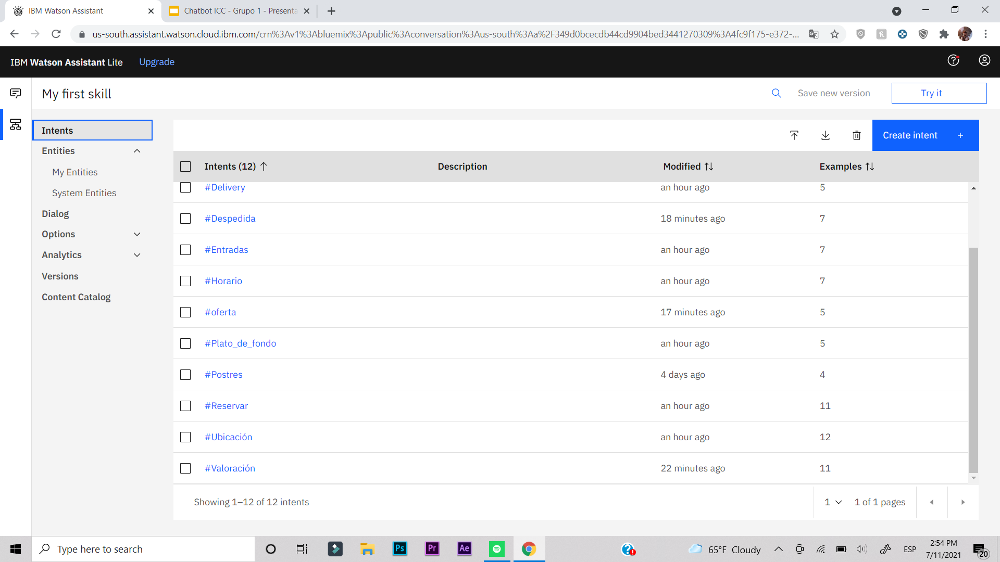 IBM Watson Assistant
Chatbot ICC - Grupo 1 - Presenta
us-south.assistant.watson.cloud.ibm.com/crn%3Av1%3Abluemix%3Apublic%3Aconversation%3Aus-south%3Aa%2F349d0bcecdb44cd9904bed3441270309%3A4fc9f175-e372-...
IBM Watson Assistant Lite Upgrade
My first skill
Save new version
Try it
Intents
Entities
My Entities
System Entities
Dialog
Options
Analytics
Versions
Content Catalog
Create intent +
Intents (12) Description Modified Examples
#Delivery an hour ago 5
#Despedida 18 minutes ago 7
#Entradas an hour ago 7
#Horario an hour ago 7
#oferta 17 minutes ago 5
#Plato_de_fondo an hour ago 5
#Postres 4 days ago 4
#Reservar an hour ago 11
#Ubicación an hour ago 12
#Valoración 22 minutes ago 11
Showing 1–12 of 12 intents
1 1 of 1 pages
Type here to search
Ps
Pr
Ae
65°F Cloudy
ESP
2:54 PM
7/11/2021
20